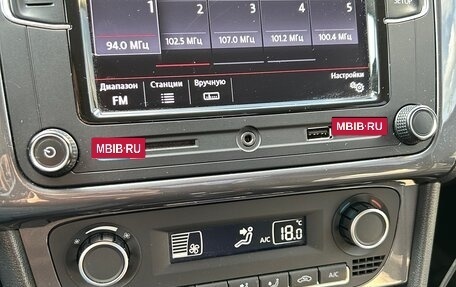 SETUP
1 2 3 4 5
94.0 МГц 102.5 МГц 107.0 МГц 101.2 МГц 100.4 МГц
Диапазон Станции Вручную Настройки
FM
MBIB·RU
MBIB·RU
A/C 18.0 °C
A/C